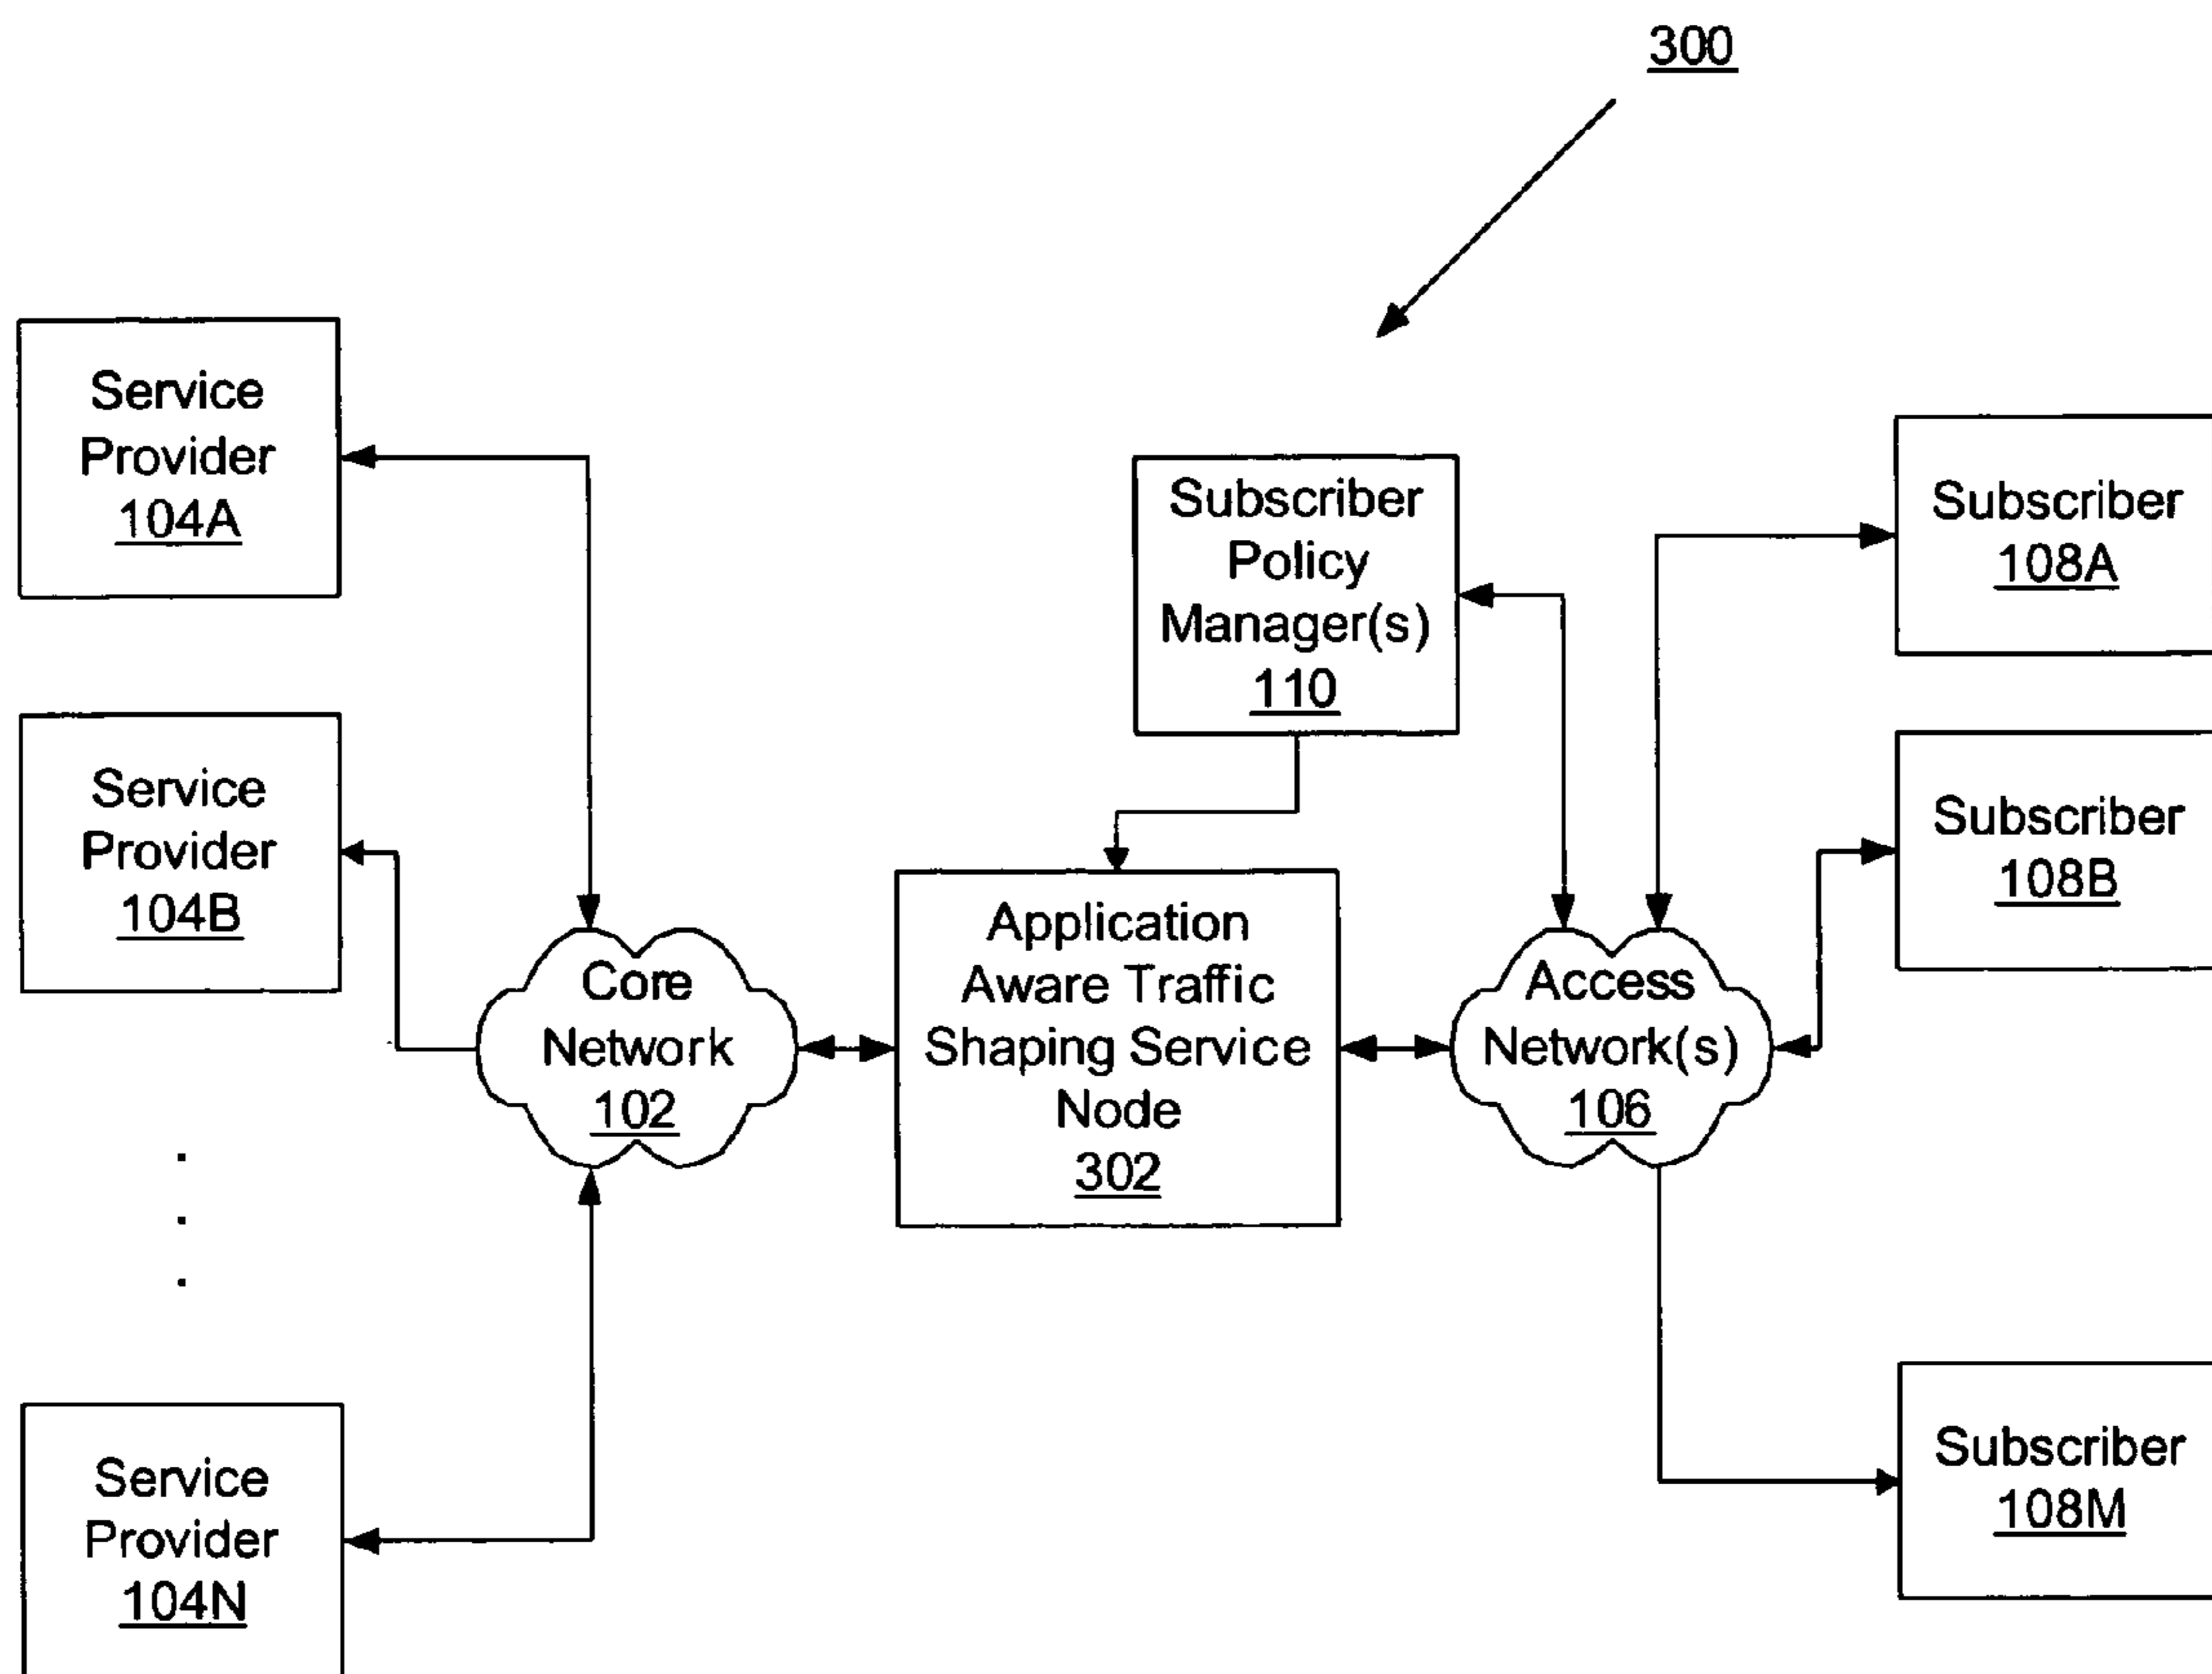 300
Service
Provider
104A
Service
Provider
104B
.
.
.
Service
Provider
104N
Core
Network
102
Subscriber
Policy
Manager(s)
110
Application
Aware Traffic
Shaping Service
Node
302
Access
Network(s)
106
Subscriber
108A
Subscriber
108B
Subscriber
108M